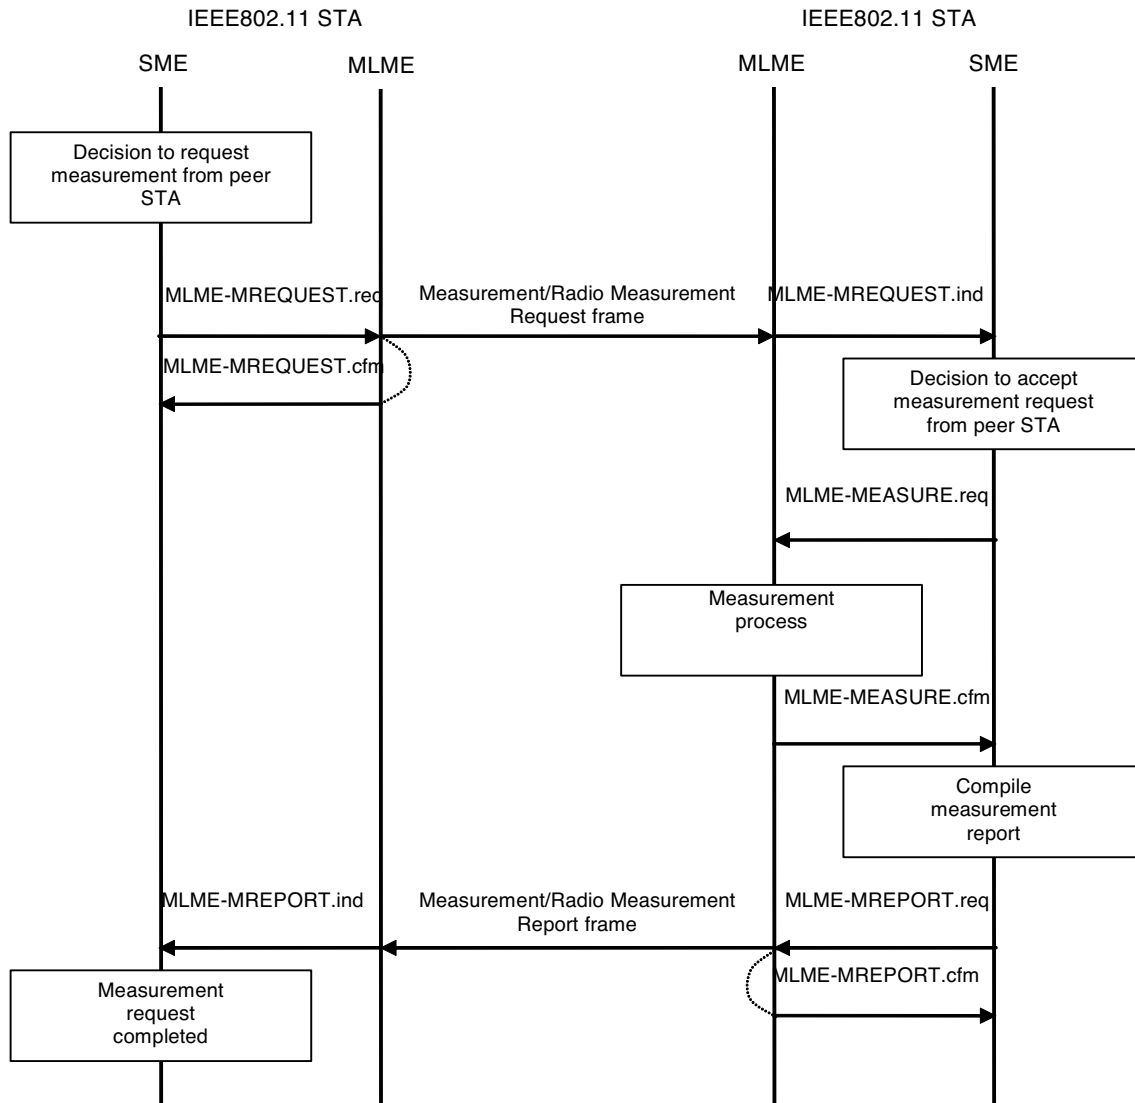 IEEE802.11 STA
IEEE802.11 STA
SME
MLME
MLME
SME
Decision to request
measurement from peer
STA
MLME-MREQUEST.req
Measurement/Radio Measurement
Request frame
MLME-MREQUEST.ind
MLME-MREQUEST.cfm
Decision to accept
measurement request
from peer STA
MLME-MEASURE.req
Measurement
process
MLME-MEASURE.cfm
Compile
measurement
report
MLME-MREPORT.ind
Measurement/Radio Measurement
Report frame
MLME-MREPORT.req
MLME-MREPORT.cfm
Measurement
request
completed